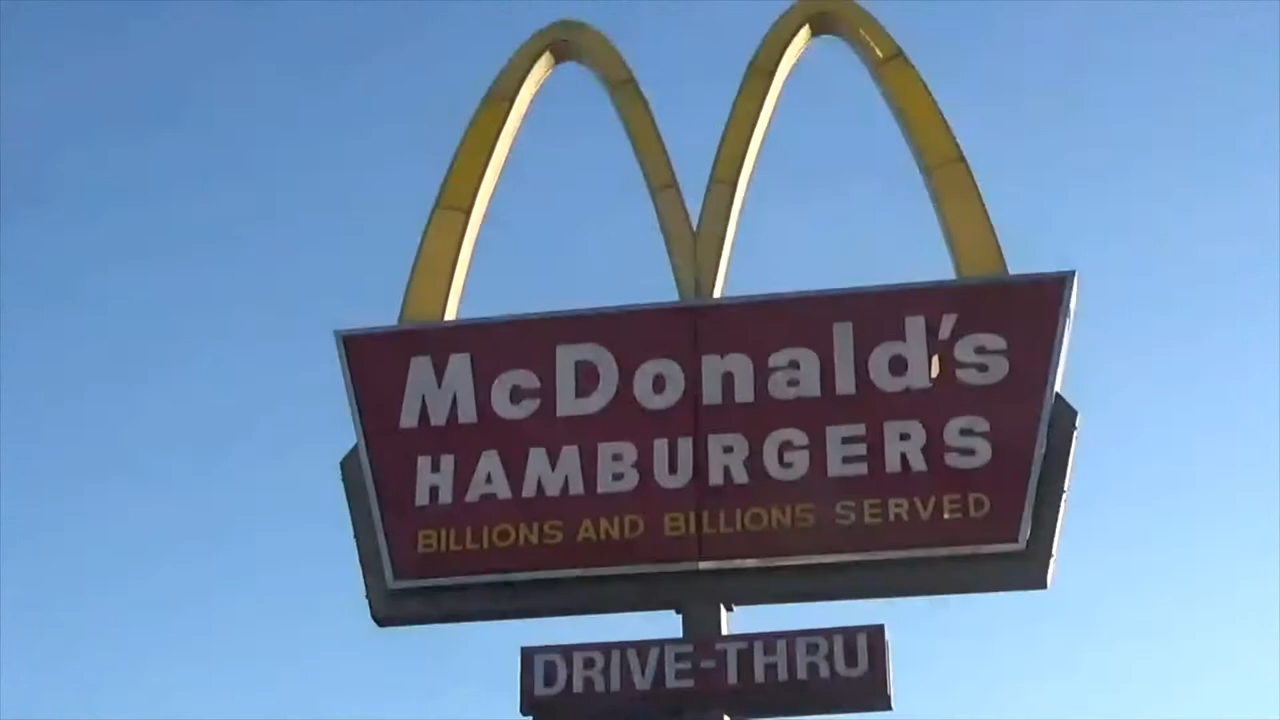 McDonald's
HAMBURGERS
BILLIONS AND BILLIONS SERVED
DRIVE-THRU